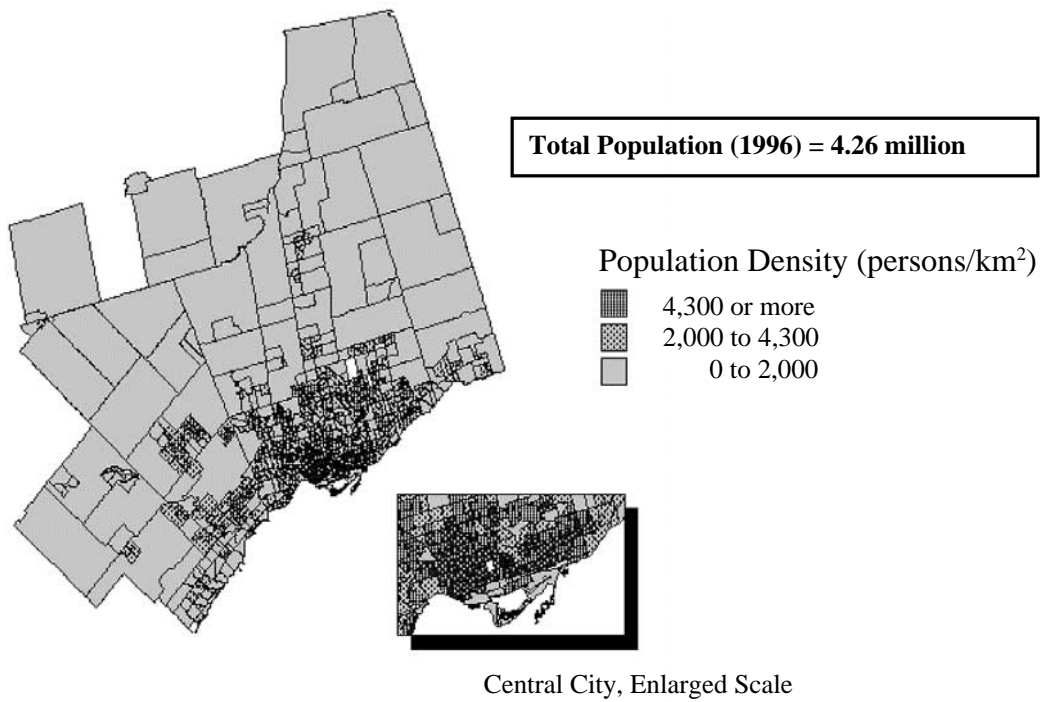 Total Population (1996) = 4.26 million
Population Density (persons/km²)
4,300 or more
2,000 to 4,300
0 to 2,000
Central City, Enlarged Scale